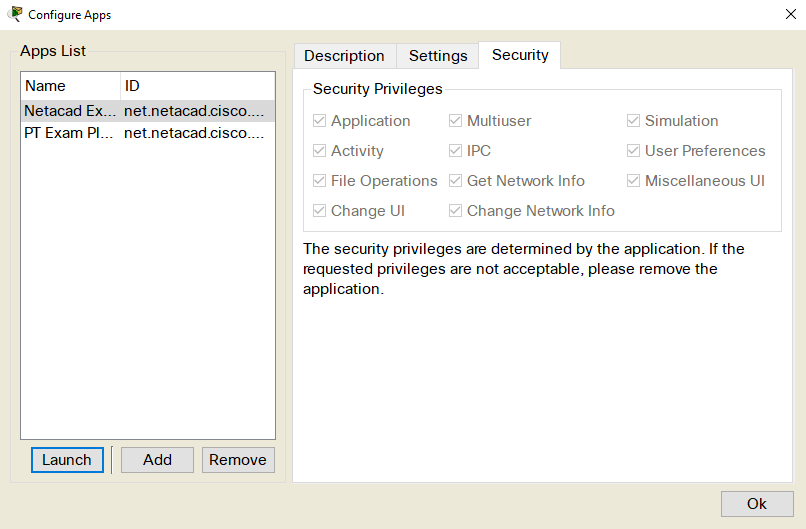 Configure Apps
Apps List
Name ID
Netacad Ex... net.netacad.cisco....
PT Exam Pl... net.netacad.cisco....
Launch Add Remove
Description Settings Security
Security Privileges
Application Multiuser Simulation
Activity IPC User Preferences
File Operations Get Network Info Miscellaneous UI
Change UI Change Network Info
The security privileges are determined by the application. If the
requested privileges are not acceptable, please remove the
application.
Ok